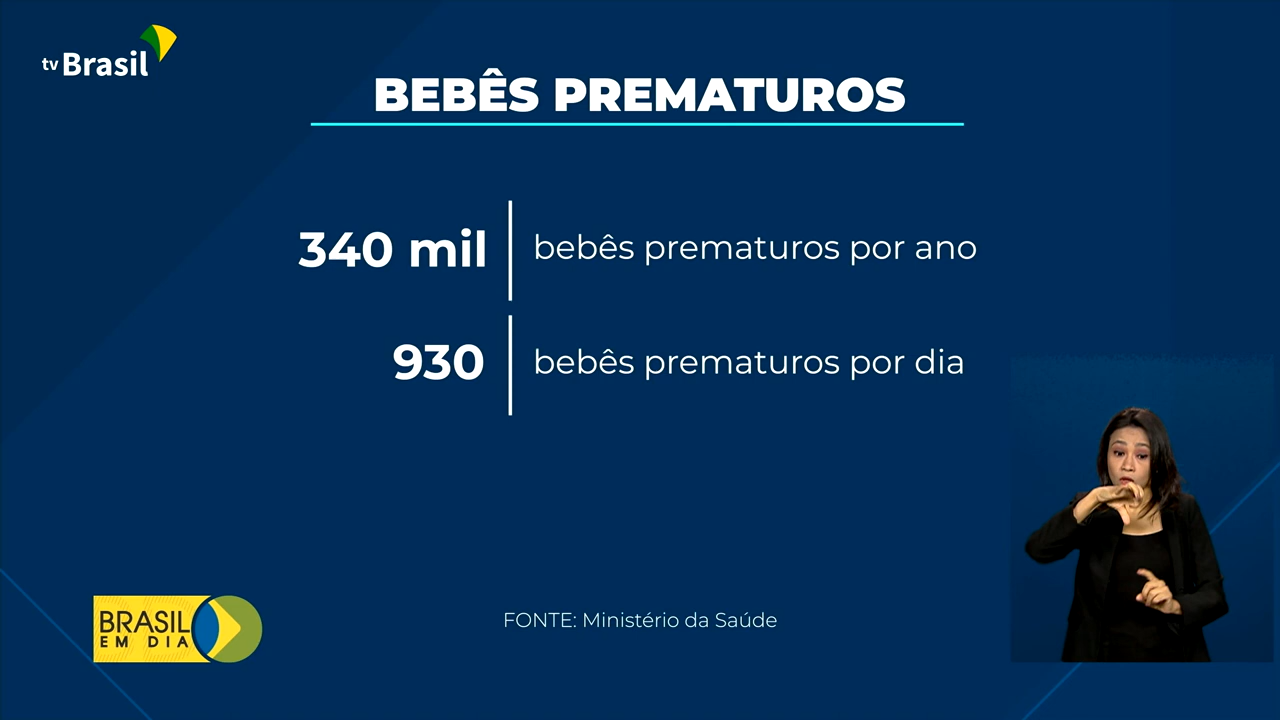 tv Brasil
BEBÊS PREMATUROS
340 mil
bebês prematuros por ano
930
bebês prematuros por dia
BRASIL
EM DIA
FONTE: Ministério da Saúde